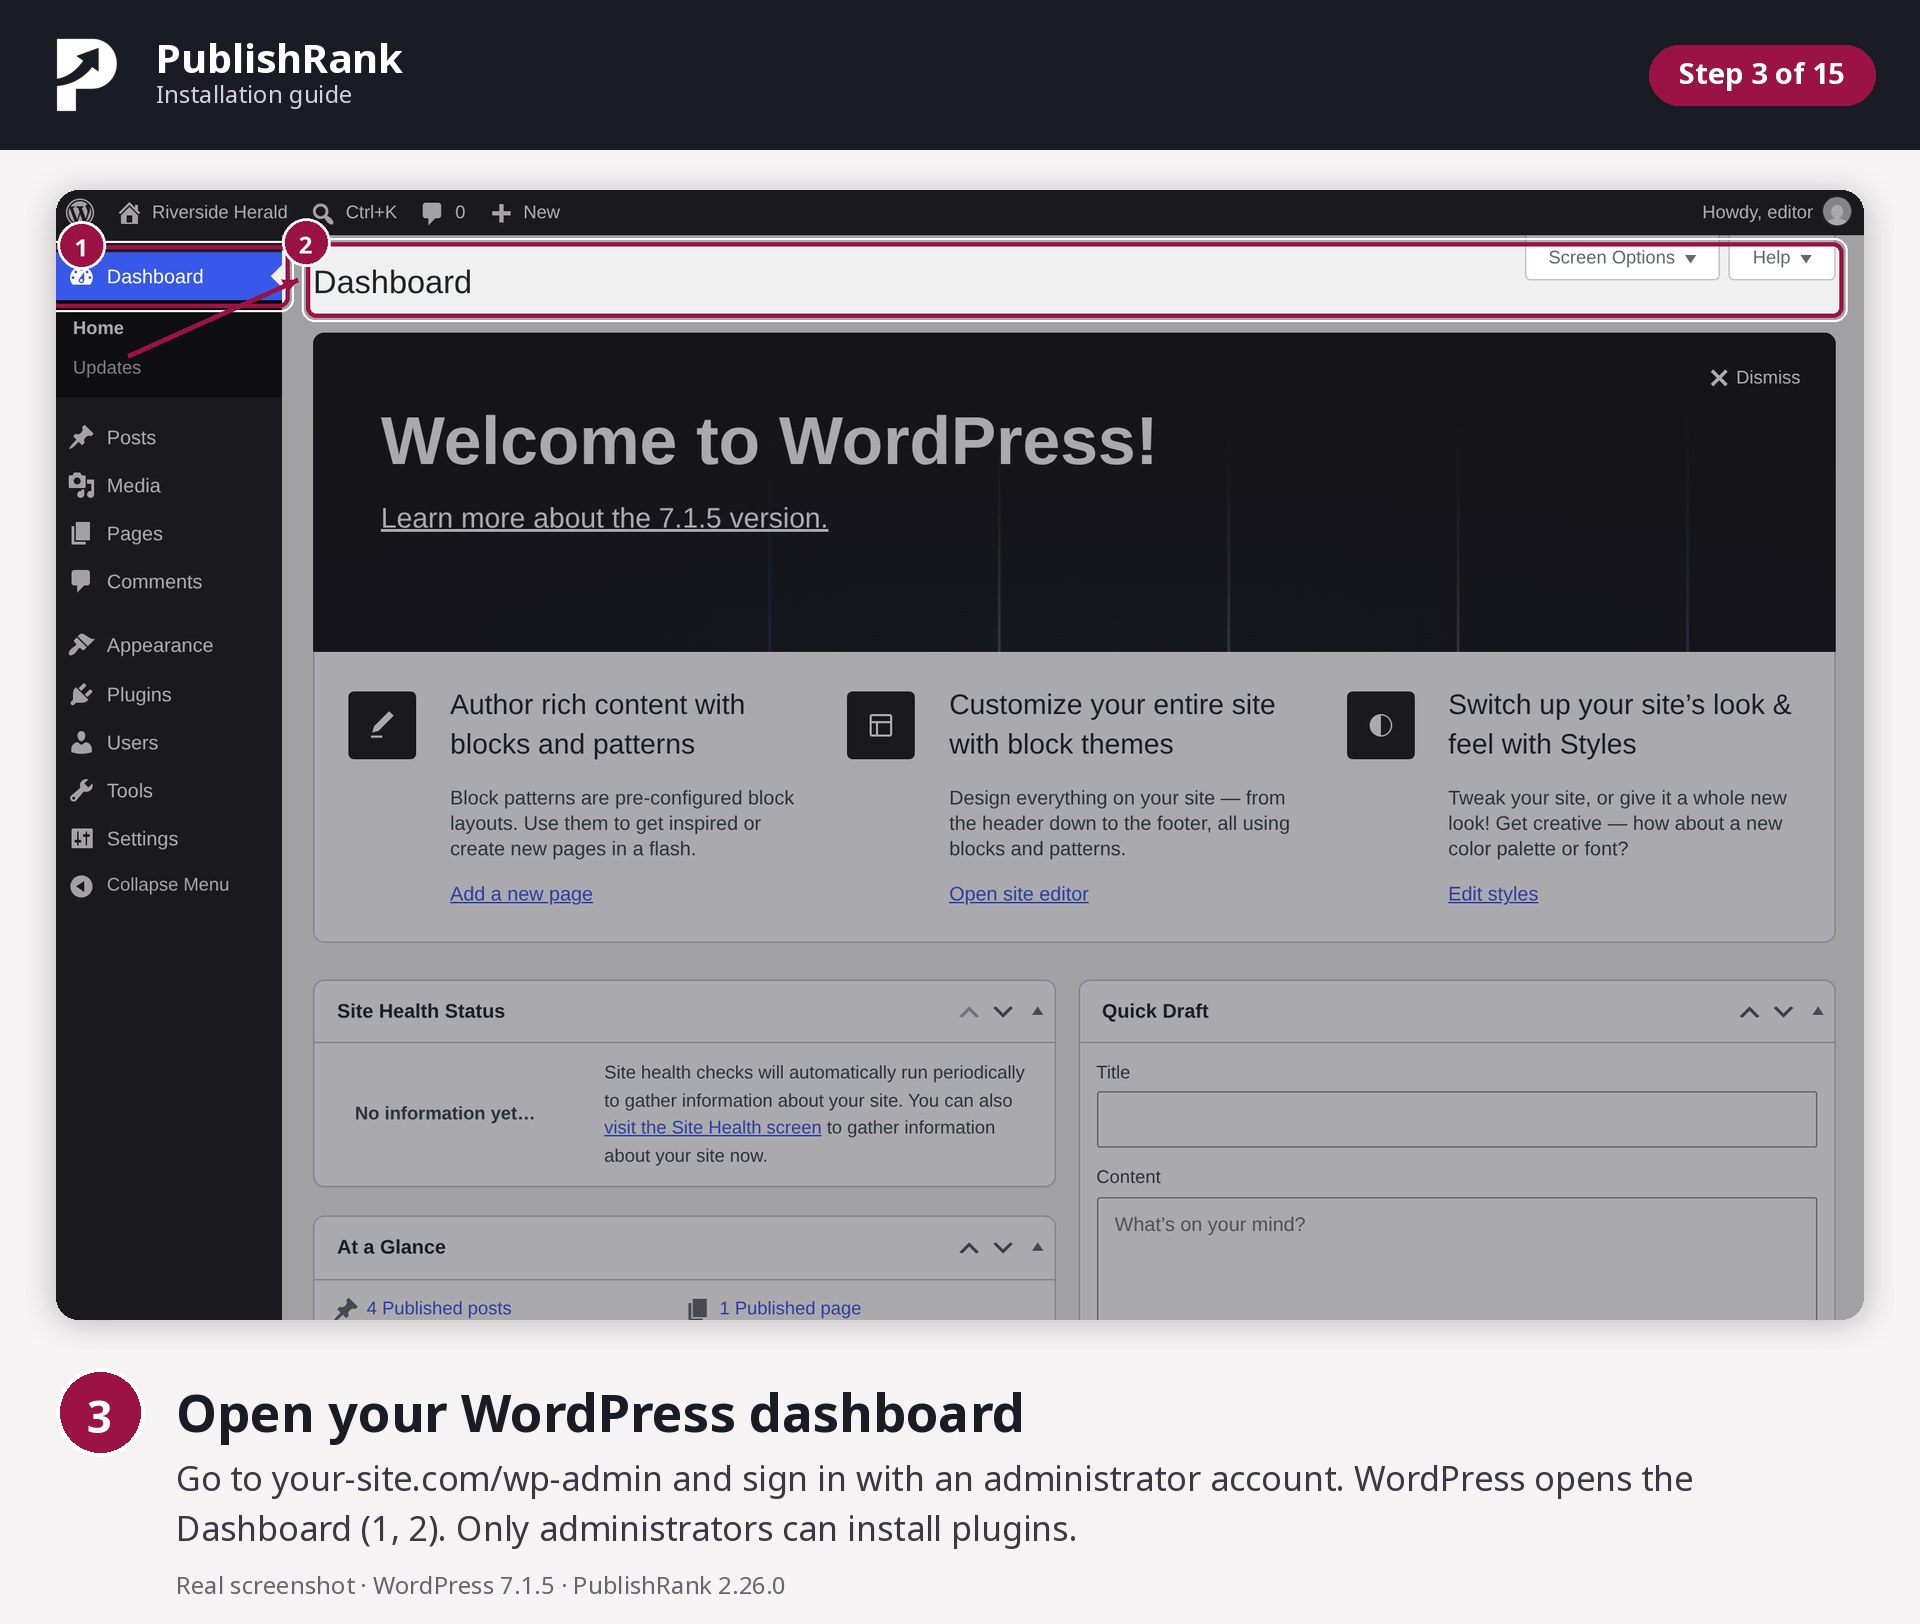 PublishRank
Installation guide
Step 3 of 15
Riverside Herald
Ctrl+K
0
New
Howdy, editor
1
2
Dashboard
Home
Updates
Posts
Media
Pages
Comments
Appearance
Plugins
Users
Tools
Settings
Collapse Menu
Dashboard
Screen Options
Help
Dismiss
Welcome to WordPress!
Learn more about the 7.1.5 version.
Author rich content with
blocks and patterns
Block patterns are pre-configured block
layouts. Use them to get inspired or
create new pages in a flash.
Add a new page
Customize your entire site
with block themes
Design everything on your site — from
the header down to the footer, all using
blocks and patterns.
Open site editor
Switch up your site’s look &
feel with Styles
Tweak your site, or give it a whole new
look! Get creative — how about a new
color palette or font?
Edit styles
Site Health Status
No information yet…
Site health checks will automatically run periodically
to gather information about your site. You can also
visit the Site Health screen to gather information
about your site now.
At a Glance
4 Published posts
1 Published page
Quick Draft
Title
Content
What’s on your mind?
3
Open your WordPress dashboard
Go to your-site.com/wp-admin and sign in with an administrator account. WordPress opens the
Dashboard (1, 2). Only administrators can install plugins.
Real screenshot · WordPress 7.1.5 · PublishRank 2.26.0